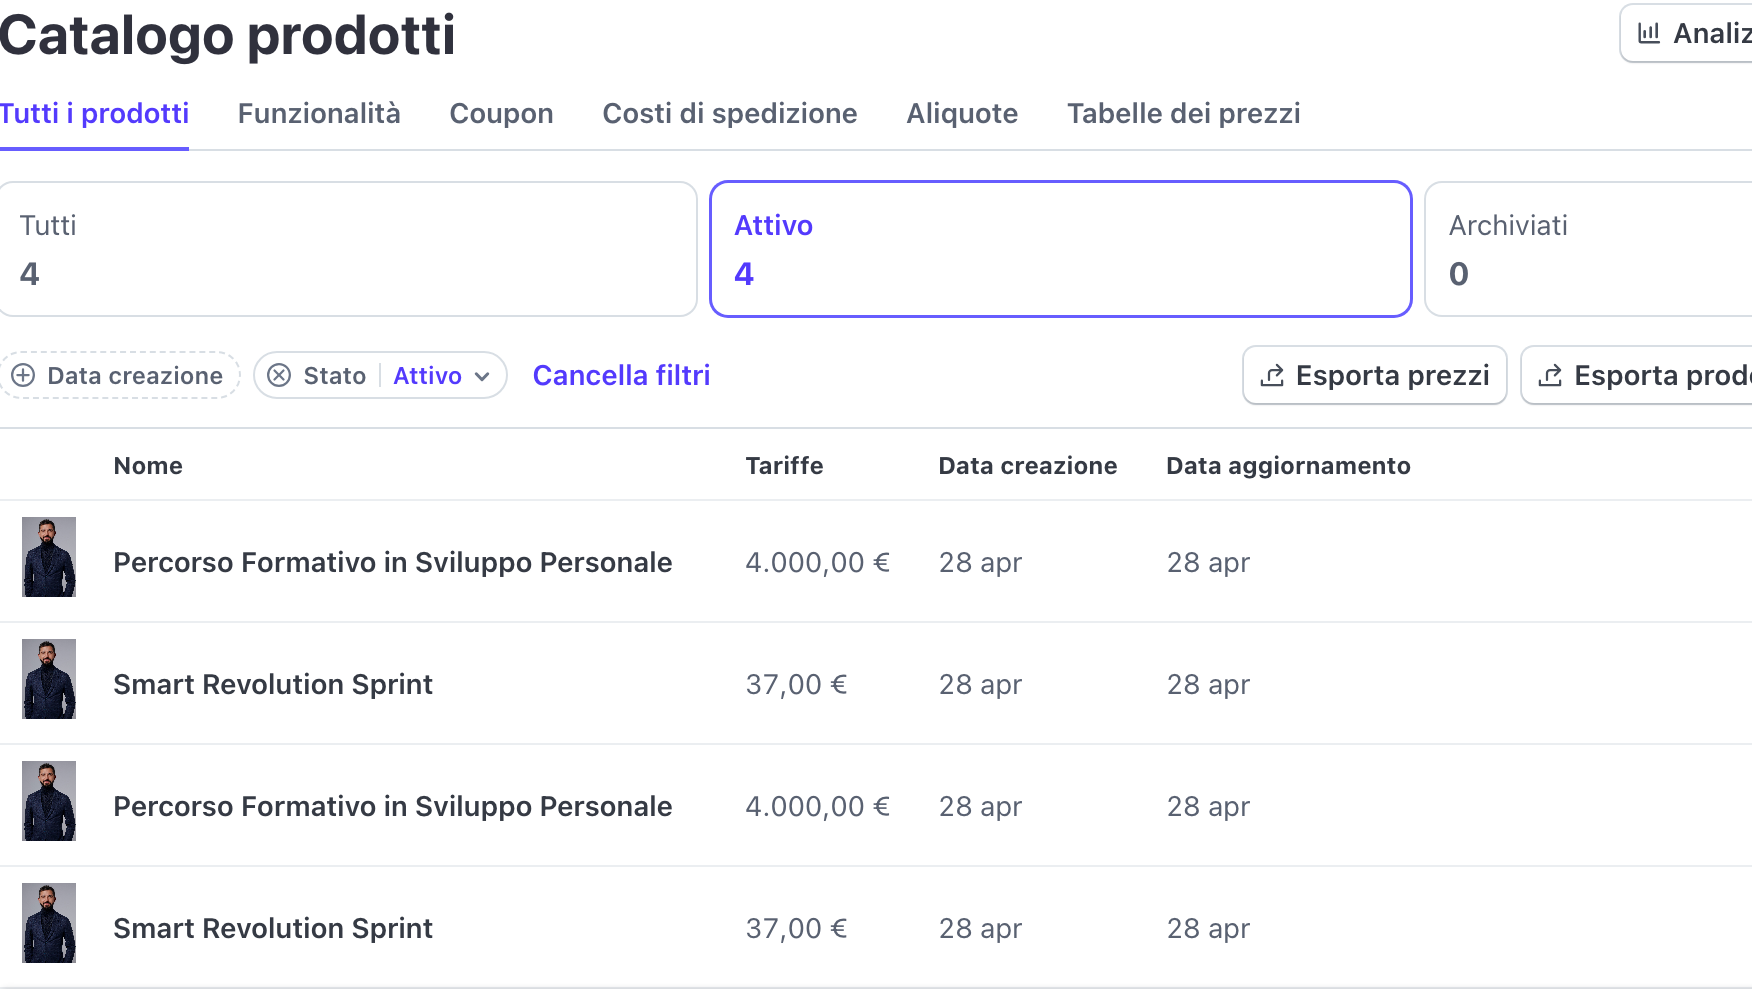 Catalogo prodotti
Tutti i prodotti Funzionalità Coupon Costi di spedizione Aliquote Tabelle dei prezzi
Tutti Attivo Archiviati
4 4 0
Data creazione Stato Attivo Cancella filtri Esporta prezzi Esporta
Nome Tariffe Data creazione Data aggiornamento
Percorso Formativo in Sviluppo Personale 4.000,00 € 28 apr 28 apr
Smart Revolution Sprint 37,00 € 28 apr 28 apr
Percorso Formativo in Sviluppo Personale 4.000,00 € 28 apr 28 apr
Smart Revolution Sprint 37,00 € 28 apr 28 apr